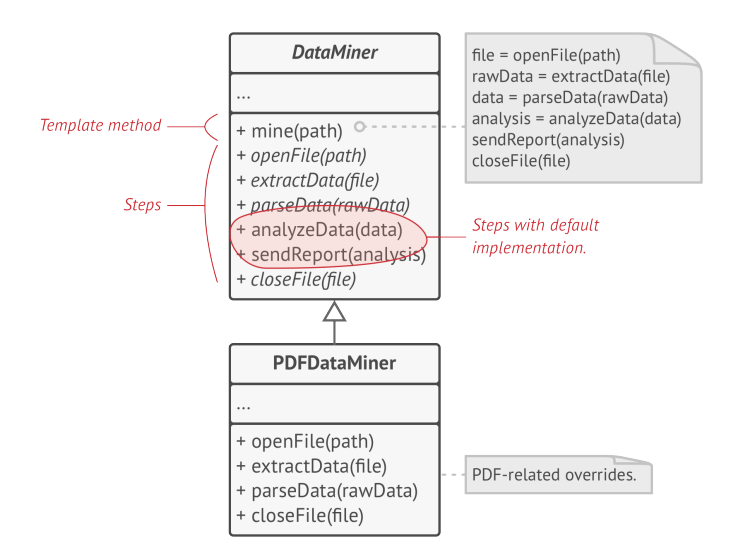 DataMiner
...
Template method
+ mine(path)
+ openFile(path)
+ extractData(file)
+ parseData(rawData)
+ analyzeData(data)
+ sendReport(analysis)
+ closeFile(file)
Steps
file = openFile(path)
rawData = extractData(file)
data = parseData(rawData)
analysis = analyzeData(data)
sendReport(analysis)
closeFile(file)
Steps with default
implementation.
PDFDataMiner
...
+ openFile(path)
+ extractData(file)
+ parseData(rawData)
+ closeFile(file)
PDF-related overrides.